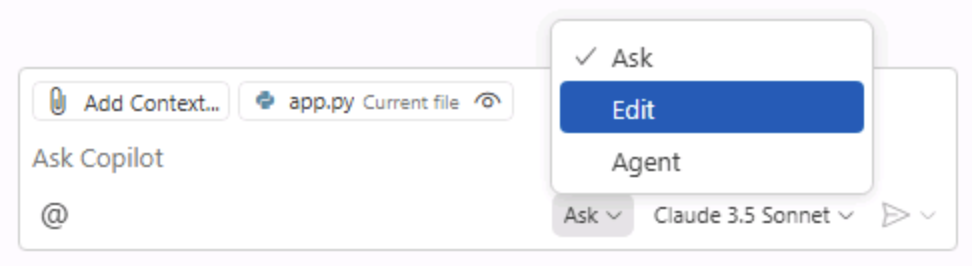 Ask
Edit
Agent
Add Context...
app.py Current file
Ask Copilot
@
Ask
Claude 3.5 Sonnet